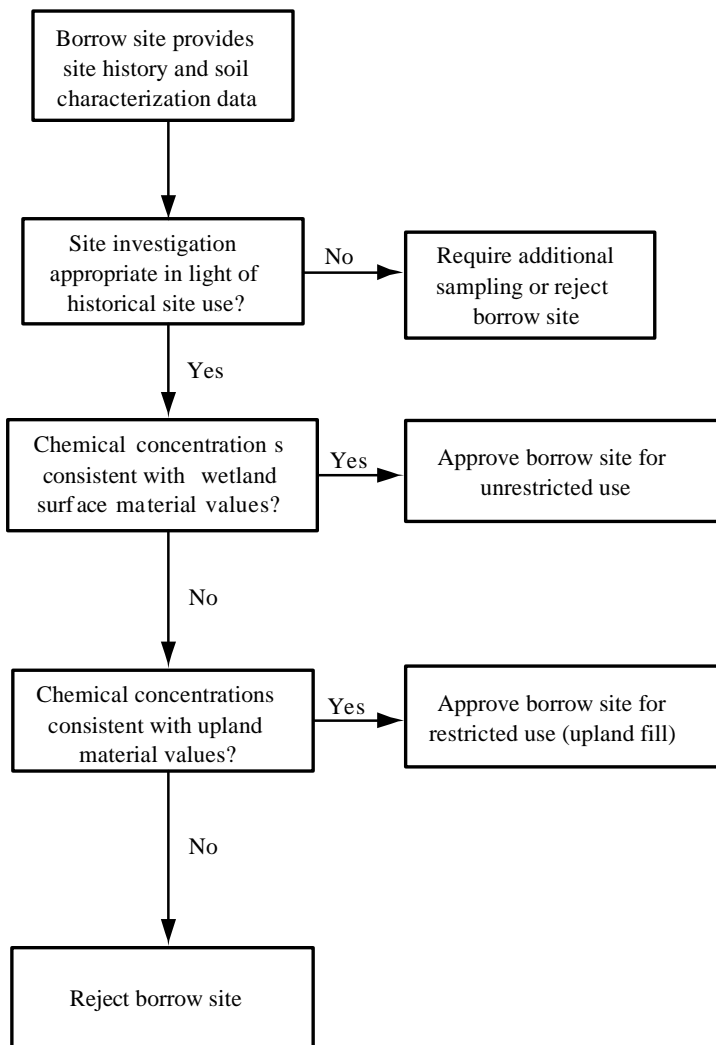 Borrow site provides
site history and soil
characterization data
Site investigation
appropriate in light of
historical site use?
No
Require additional
sampling or reject
borrow site
Yes
Chemical concentration s
consistent with wetland
surface material values?
Yes
Approve borrow site for
unrestricted use
No
Chemical concentrations
consistent with upland
material values?
Yes
Approve borrow site for
restricted use (upland fill)
No
Reject borrow site